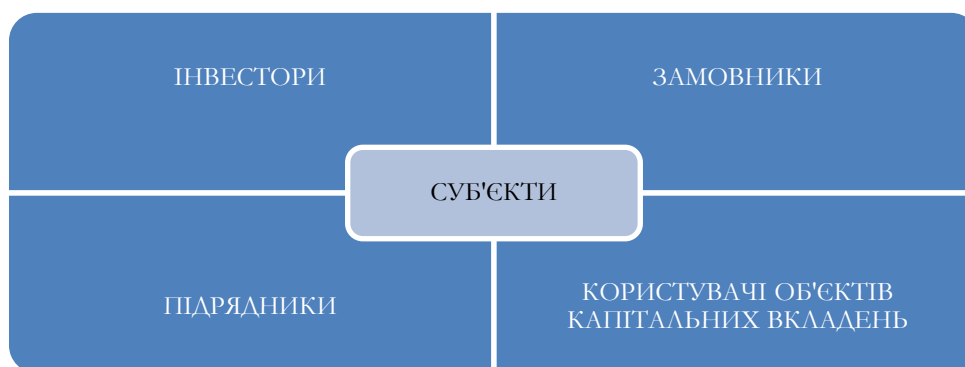 ІНВЕСТОРИ
ЗАМОВНИКИ
СУБ'ЄКТИ
ПІДРЯДНИКИ
КОРИСТУВАЧІ ОБ'ЄКТІВ
КАПІТАЛЬНИХ ВКЛАДЕНЬ